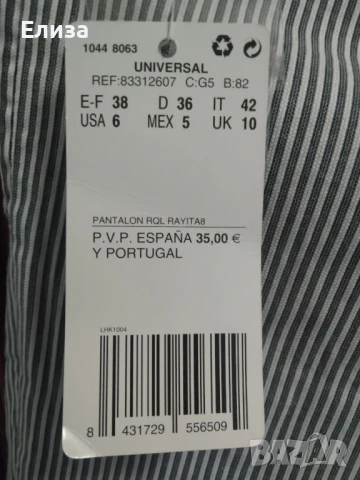 Елиза
1044 8063
UNIVERSAL
REF:83312607 C:G5 B:82
E-F 38 D 36 IT 42
USA 6 MEX 5 UK 10
PANTALON RQL RAYITA8
P.V.P. ESPAÑA 35,00 €
Y PORTUGAL
LHK1004
8 431729 556509
BAZAR